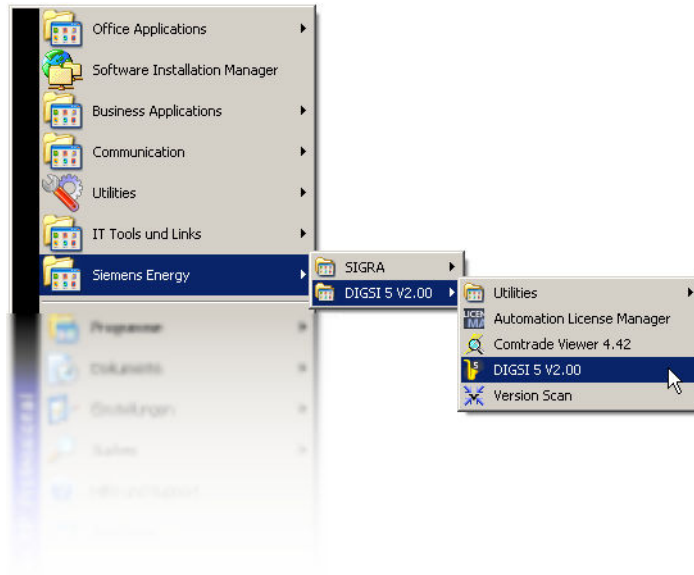 Office Applications
Software Installation Manager
Business Applications
Communication
Utilities
IT Tools und Links
Siemens Energy
SIGRA
DIGSI 5 V2.00
Utilities
Automation License Manager
Comtrade Viewer 4.42
DIGSI 5 V2.00
Version Scan
Programme
Dokumente
Einstellungen
Suchen